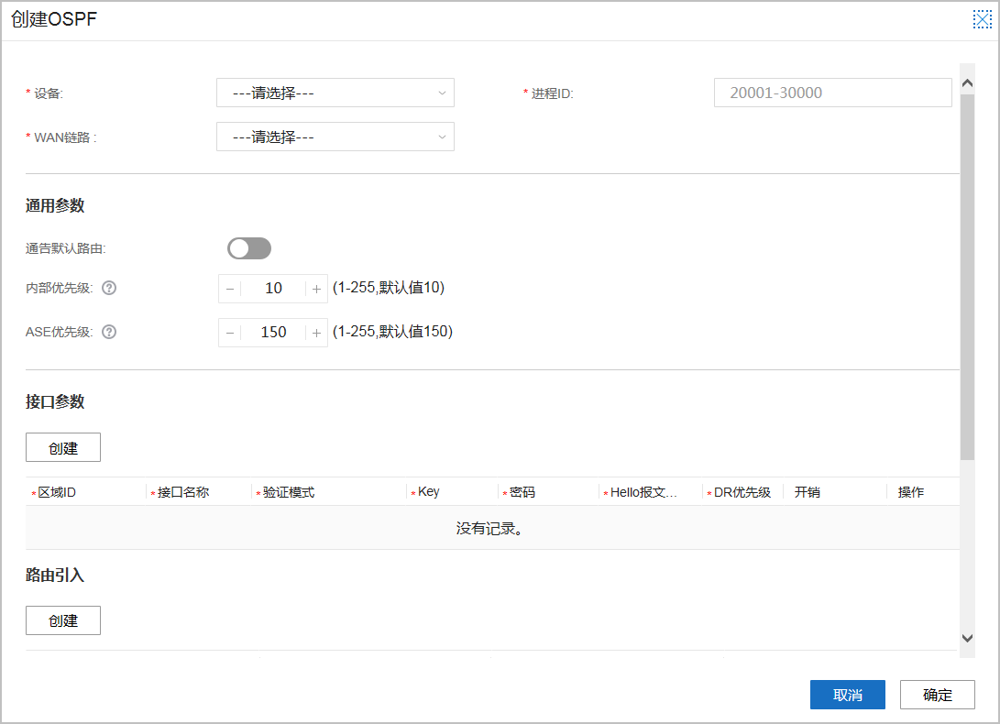 创建OSPF
* 设备: ---请选择--- * 进程ID: 20001-30000
* WAN链路 : ---请选择---
通用参数
通告默认路由:
内部优先级: ? − 10 + (1-255,默认值10)
ASE优先级: ? − 150 + (1-255,默认值150)
接口参数
创建
*区域ID *接口名称 *验证模式 *Key *密码 *Hello报文... *DR优先级 开销 操作
没有记录。
路由引入
创建
取消 确定